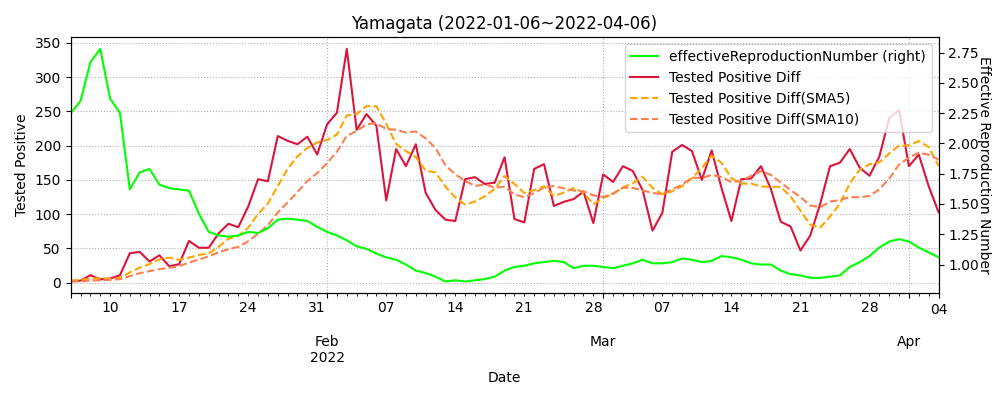 Yamagata (2022-01-06~2022-04-06)
Tested Positive
350
300
250
200
150
100
50
0
effectiveReproductionNumber (right)
Tested Positive Diff
Tested Positive Diff(SMA5)
Tested Positive Diff(SMA10)
2.75
2.50
2.25
2.00
1.75
1.50
1.25
1.00
Effective Reproduction Number
10 17 24 31 07 14 21 28 07 14 21 28 04
Feb Mar Apr
2022
Date